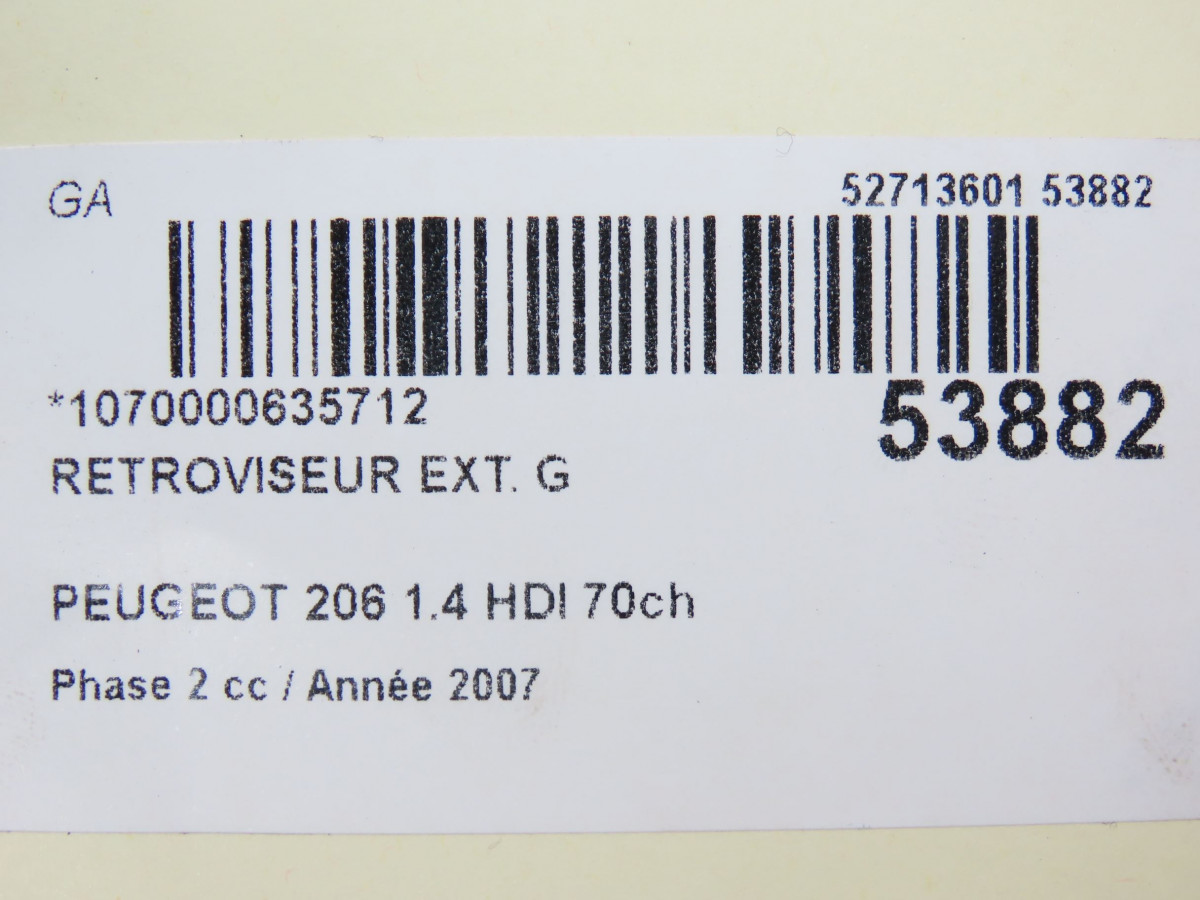 GA
52713601 53882
*1070000635712
53882
RETROVISEUR EXT. G
PEUGEOT 206 1.4 HDI 70ch
Phase 2 cc / Année 2007